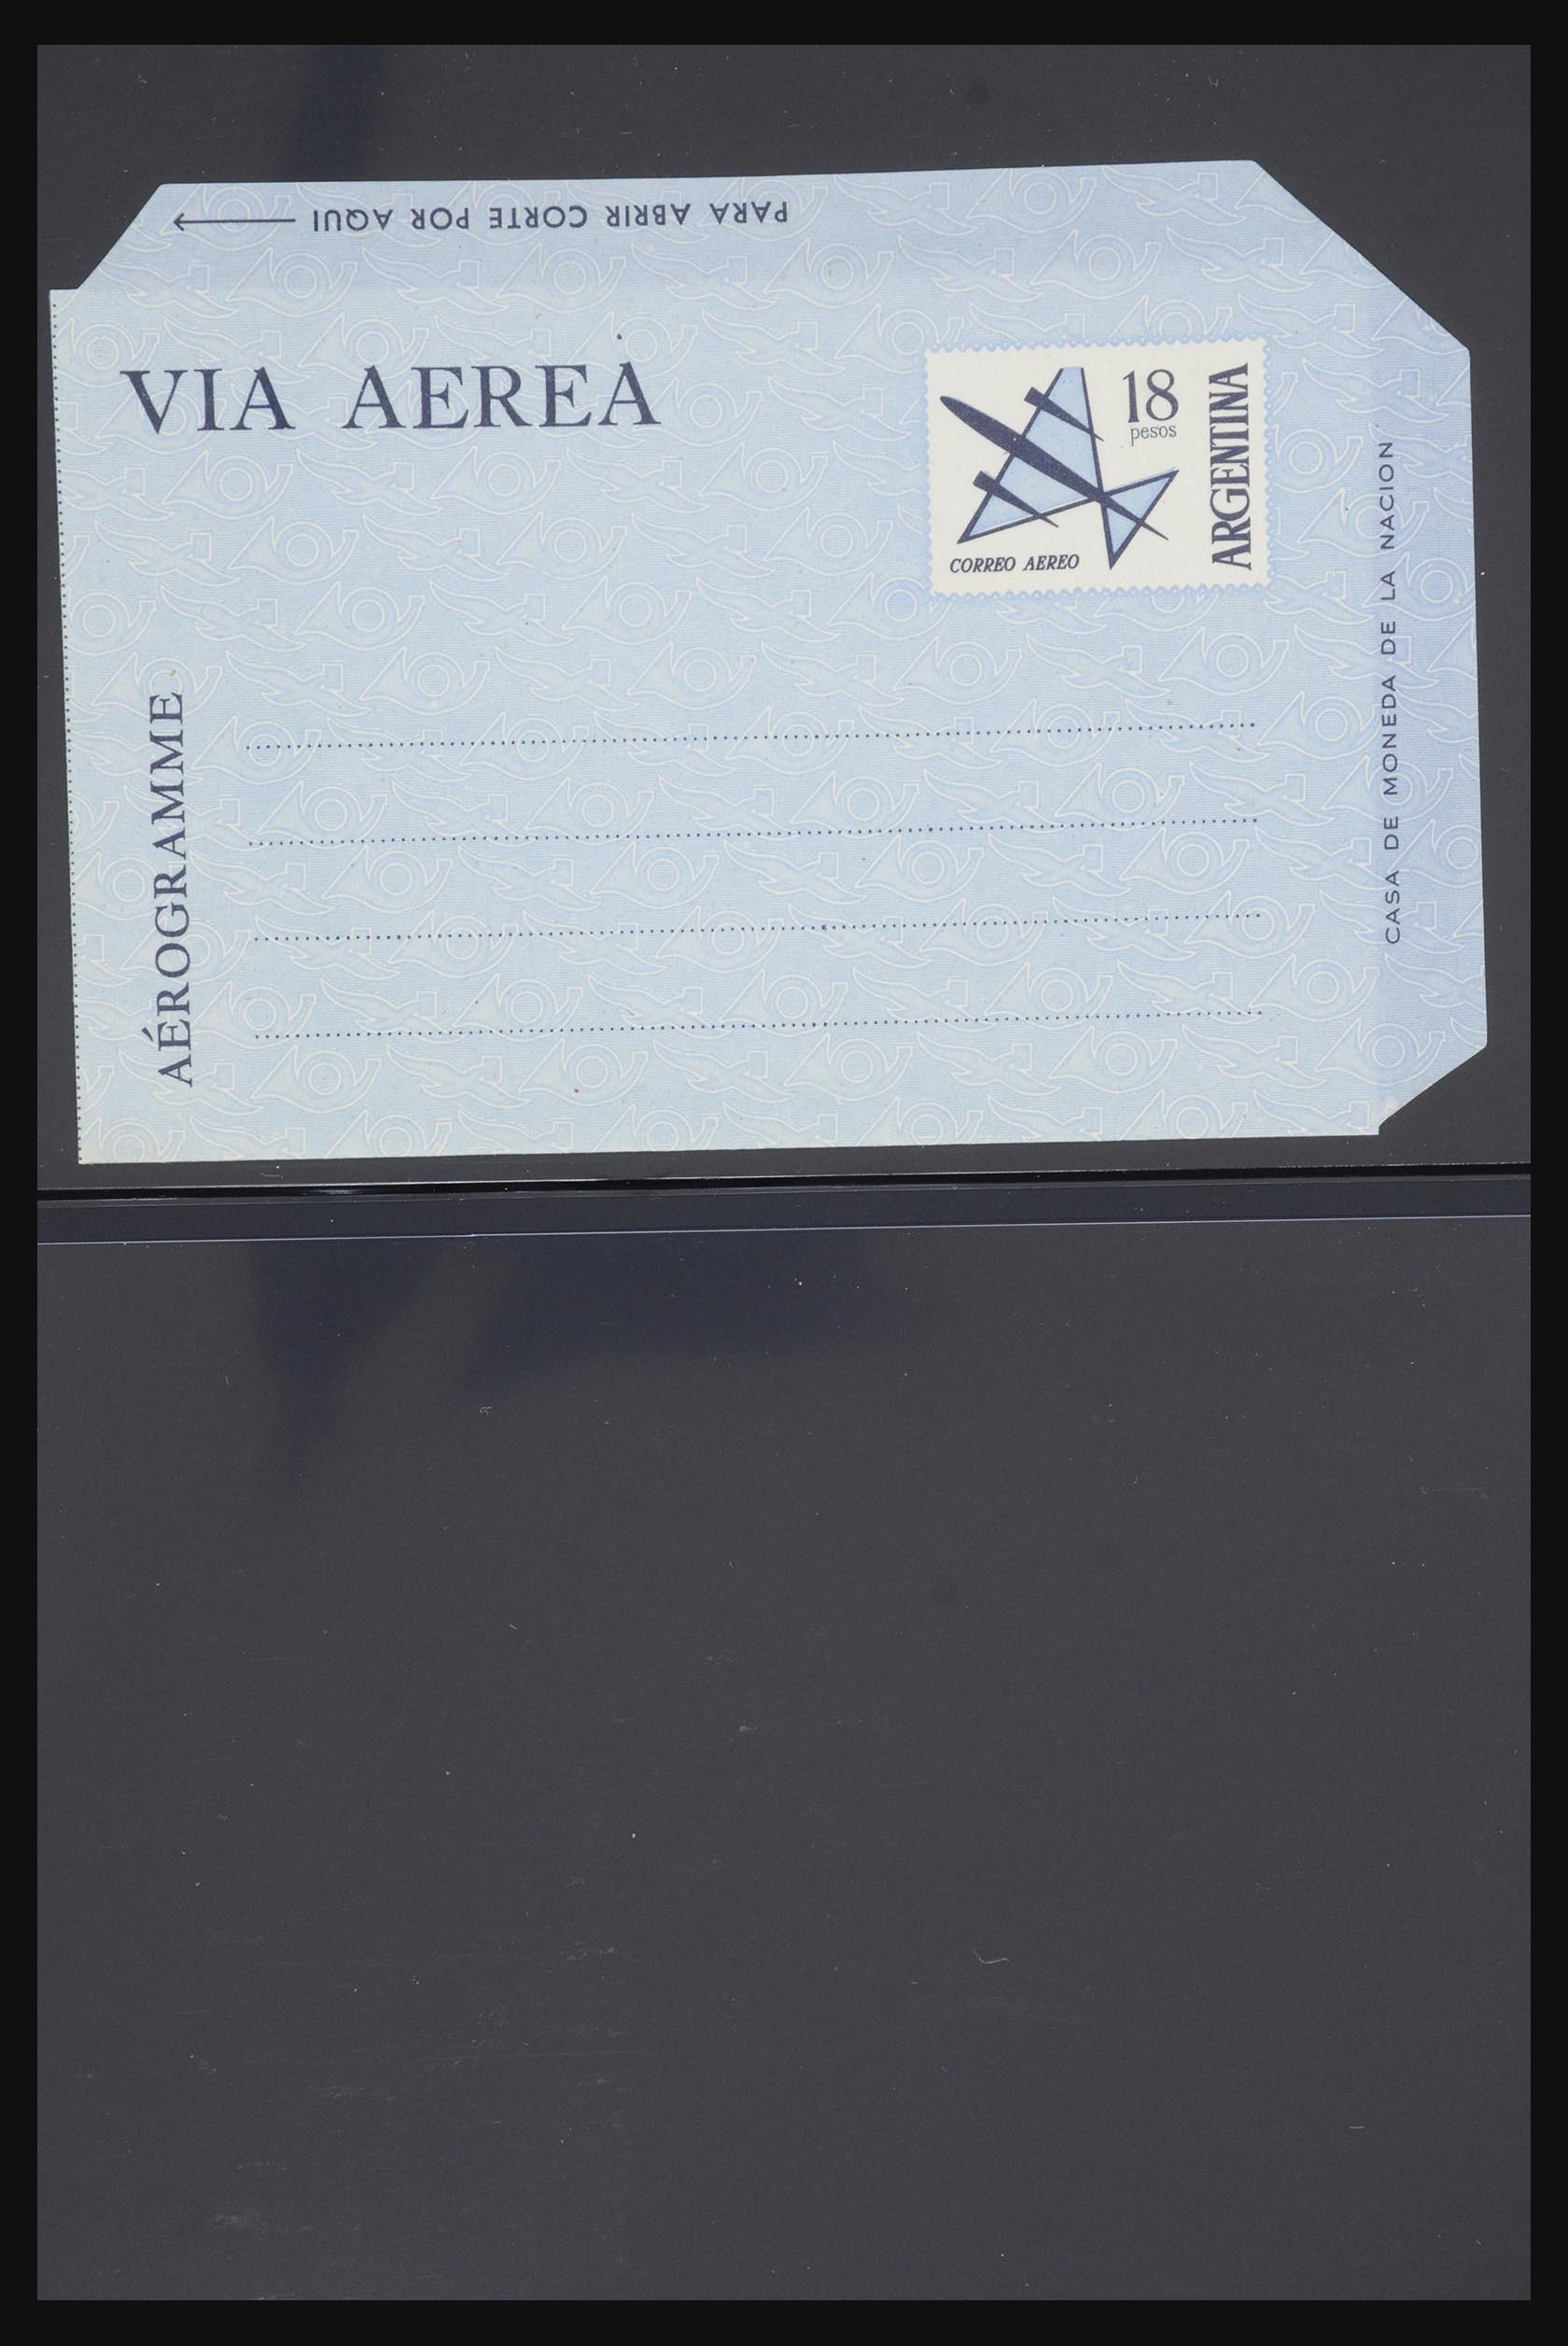 PARA ABRIR CORTE POR AQUI
VIA AEREA
18
pesos
ARGENTINA
CORREO AEREO
AÉROGRAMME
CASA DE MONEDA DE LA NACION